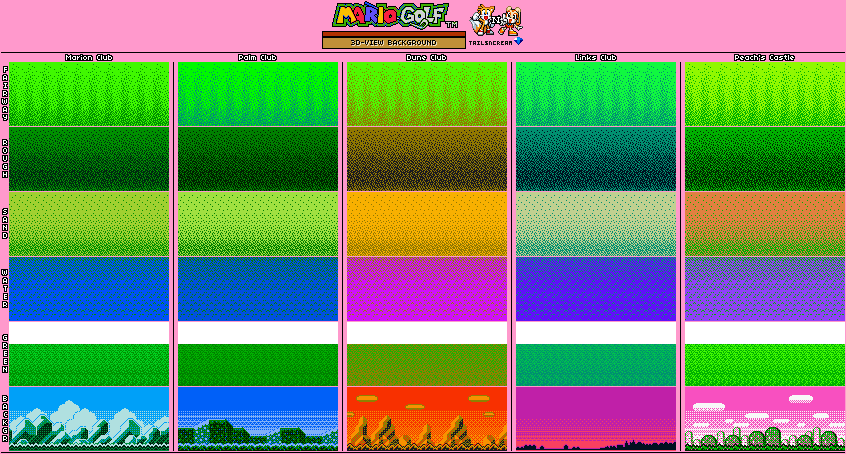 MARIO GOLF TM
3D-VIEW BACKGROUND
TAILSNCREAM
Marion Club
Palm Club
Dune Club
Links Club
Peach's Castle
FAIRWAY
ROUGH
SAND
WATER
GREEN
BACKGR